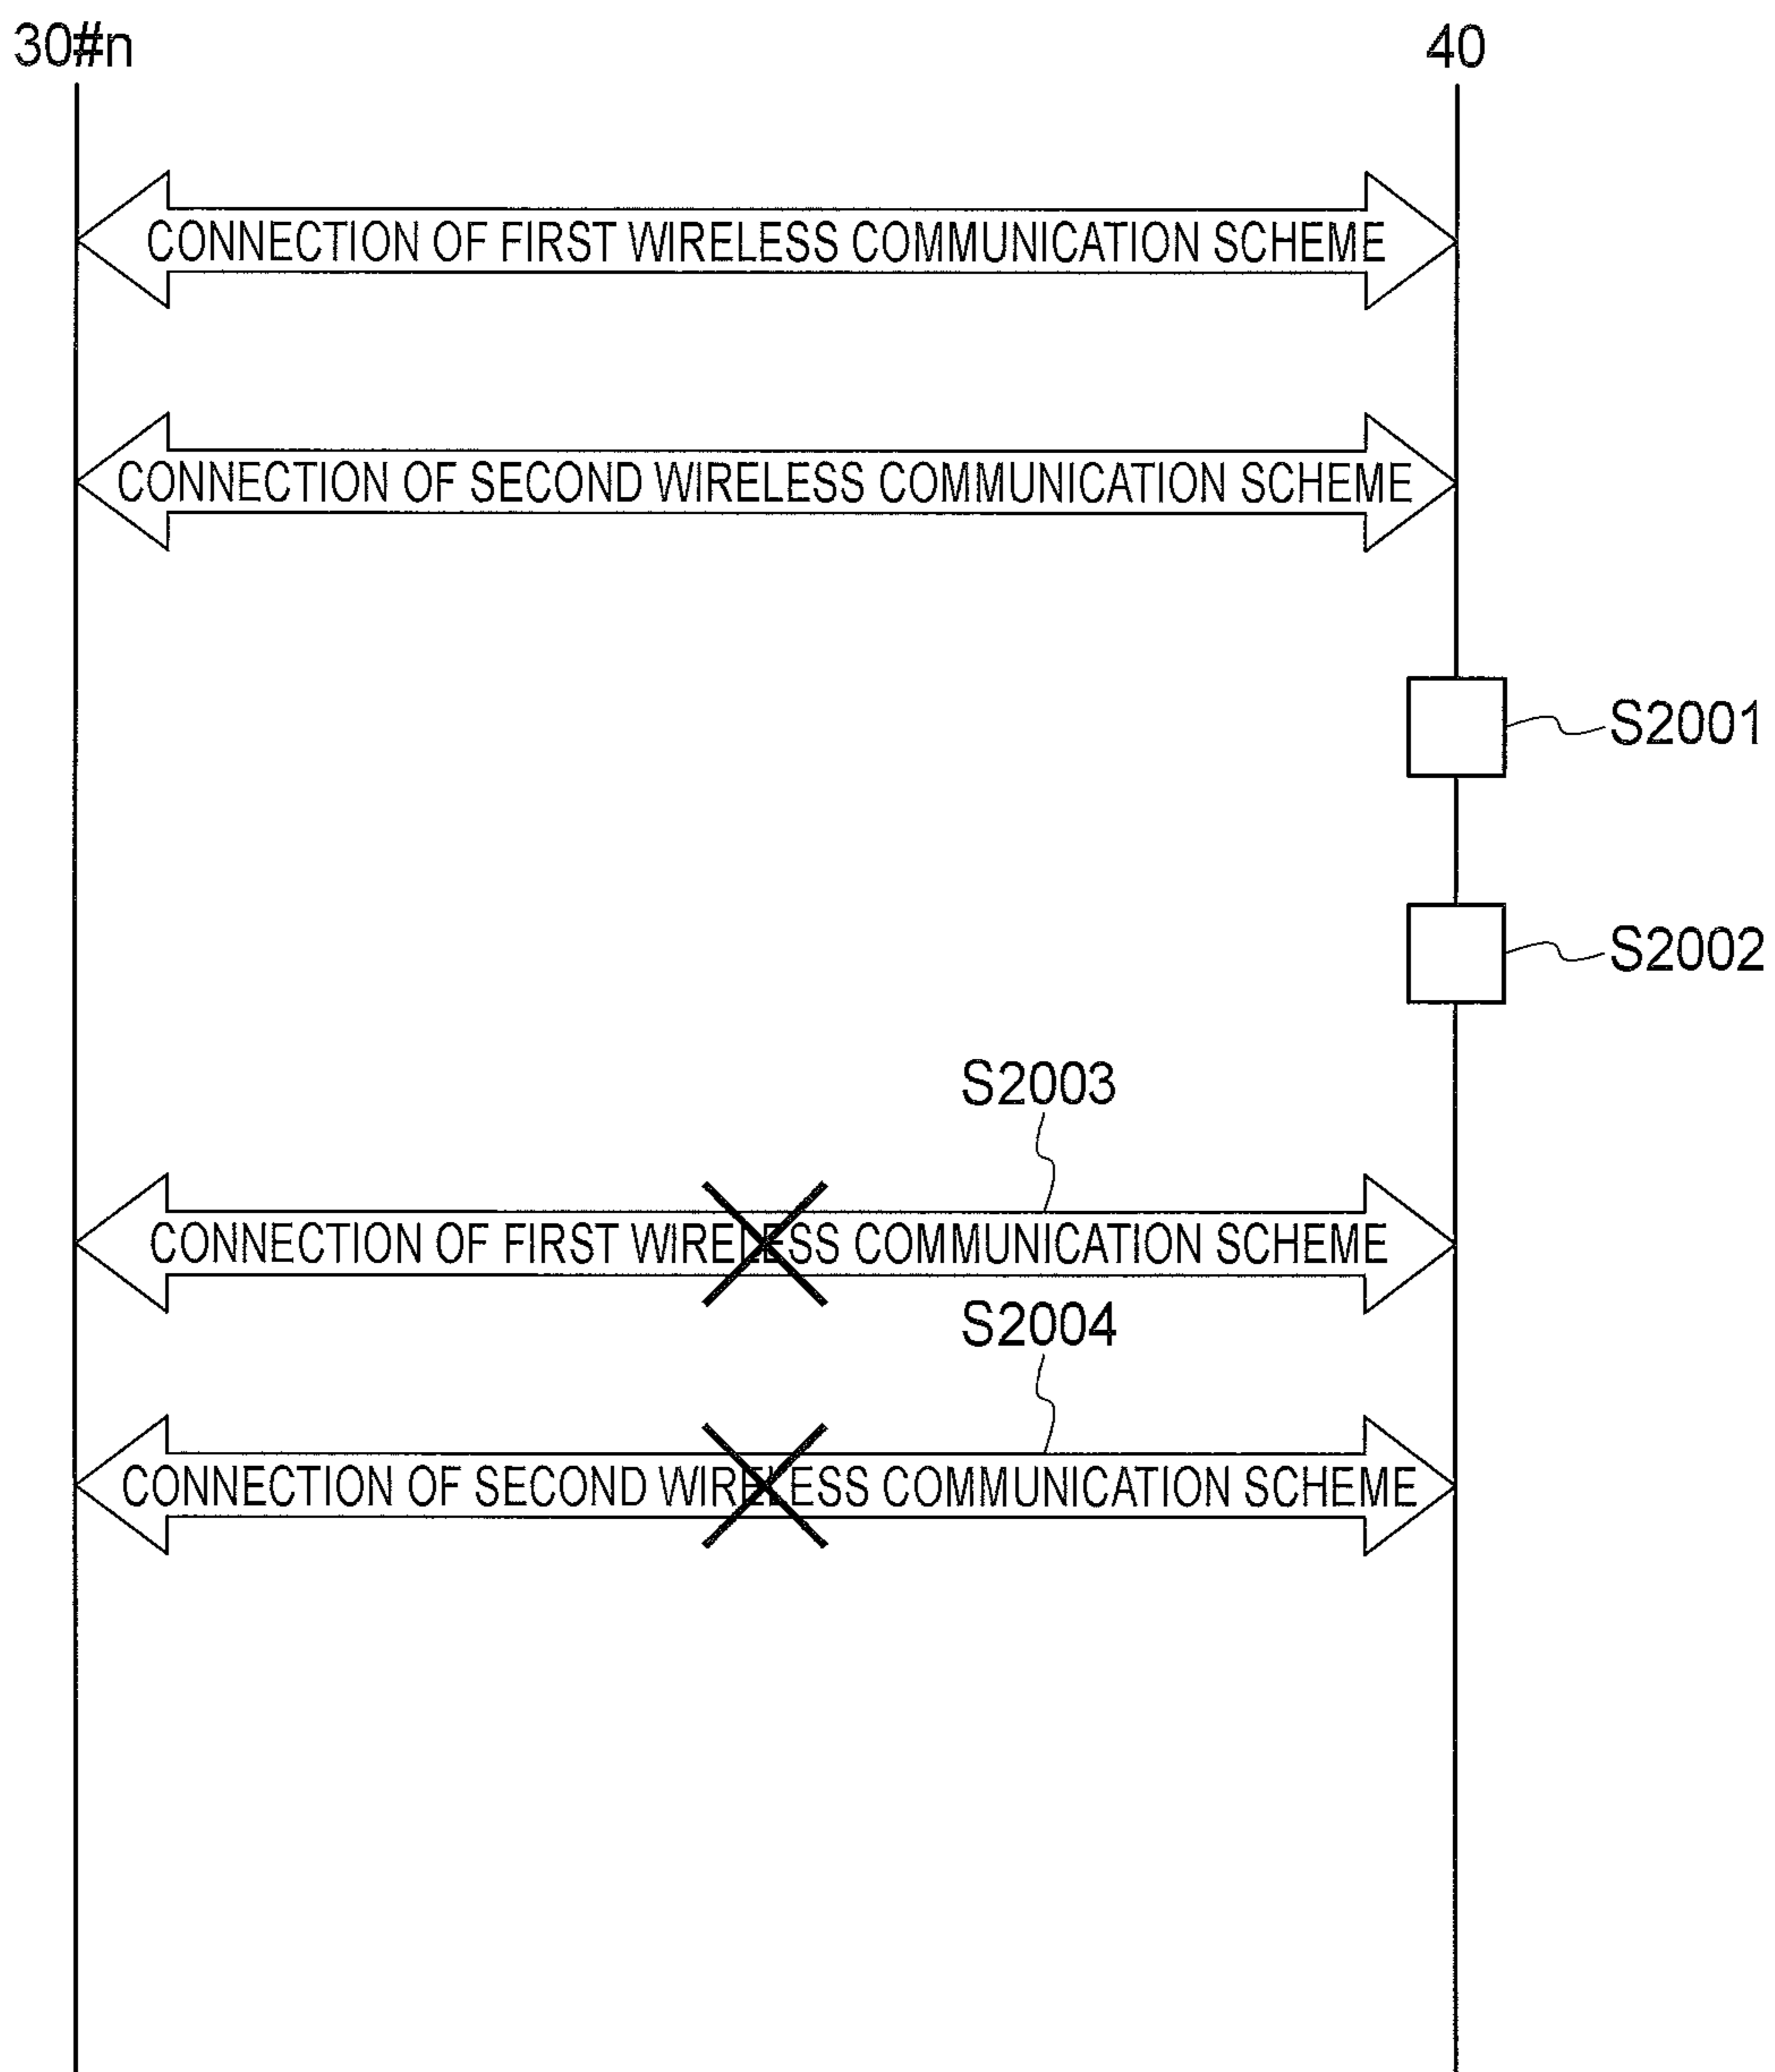 30#n 40
CONNECTION OF FIRST WIRELESS COMMUNICATION SCHEME
CONNECTION OF SECOND WIRELESS COMMUNICATION SCHEME
S2001
S2002
S2003
CONNECTION OF FIRST WIRELESS COMMUNICATION SCHEME
S2004
CONNECTION OF SECOND WIRELESS COMMUNICATION SCHEME